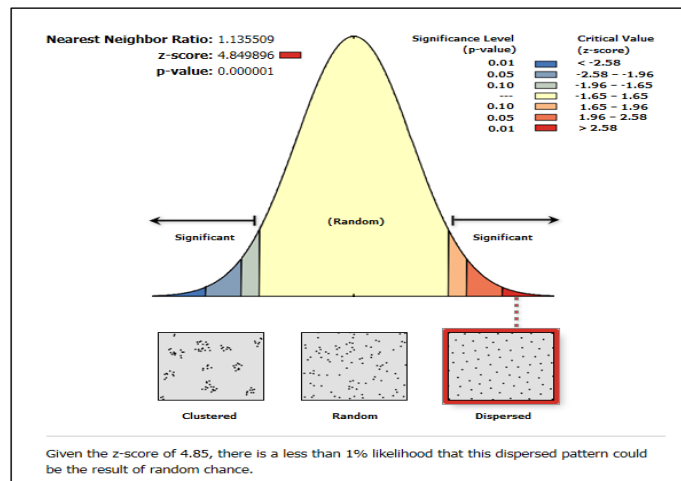 Nearest Neighbor Ratio: 1.135509
z-score: 4.849896
p-value: 0.000001
Significance Level
(p-value)
Critical Value
(z-score)
0.01 < -2.58
0.05 -2.58 – -1.96
0.10 -1.96 – -1.65
--- -1.65 – 1.65
0.10 1.65 – 1.96
0.05 1.96 – 2.58
0.01 > 2.58
(Random)
Significant
Significant
Clustered
Random
Dispersed
Given the z-score of 4.85, there is a less than 1% likelihood that this dispersed pattern could
be the result of random chance.